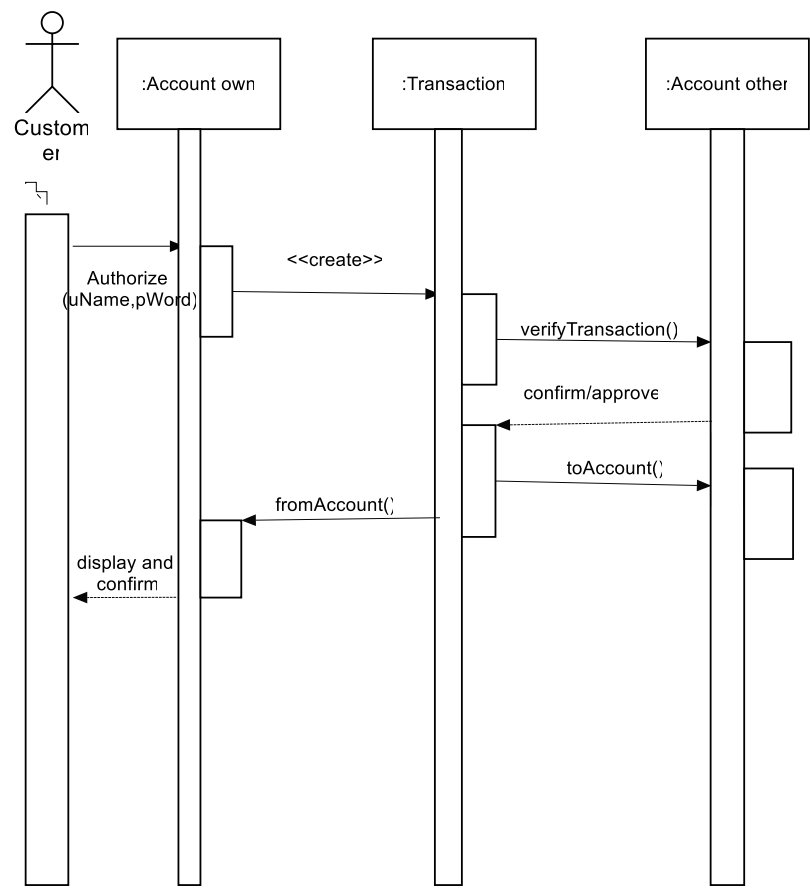 :Account own
:Transaction
:Account other
Custom
er
<<create>>
Authorize
(uName,pWord)
verifyTransaction()
confirm/approve
toAccount()
fromAccount()
display and
confirm